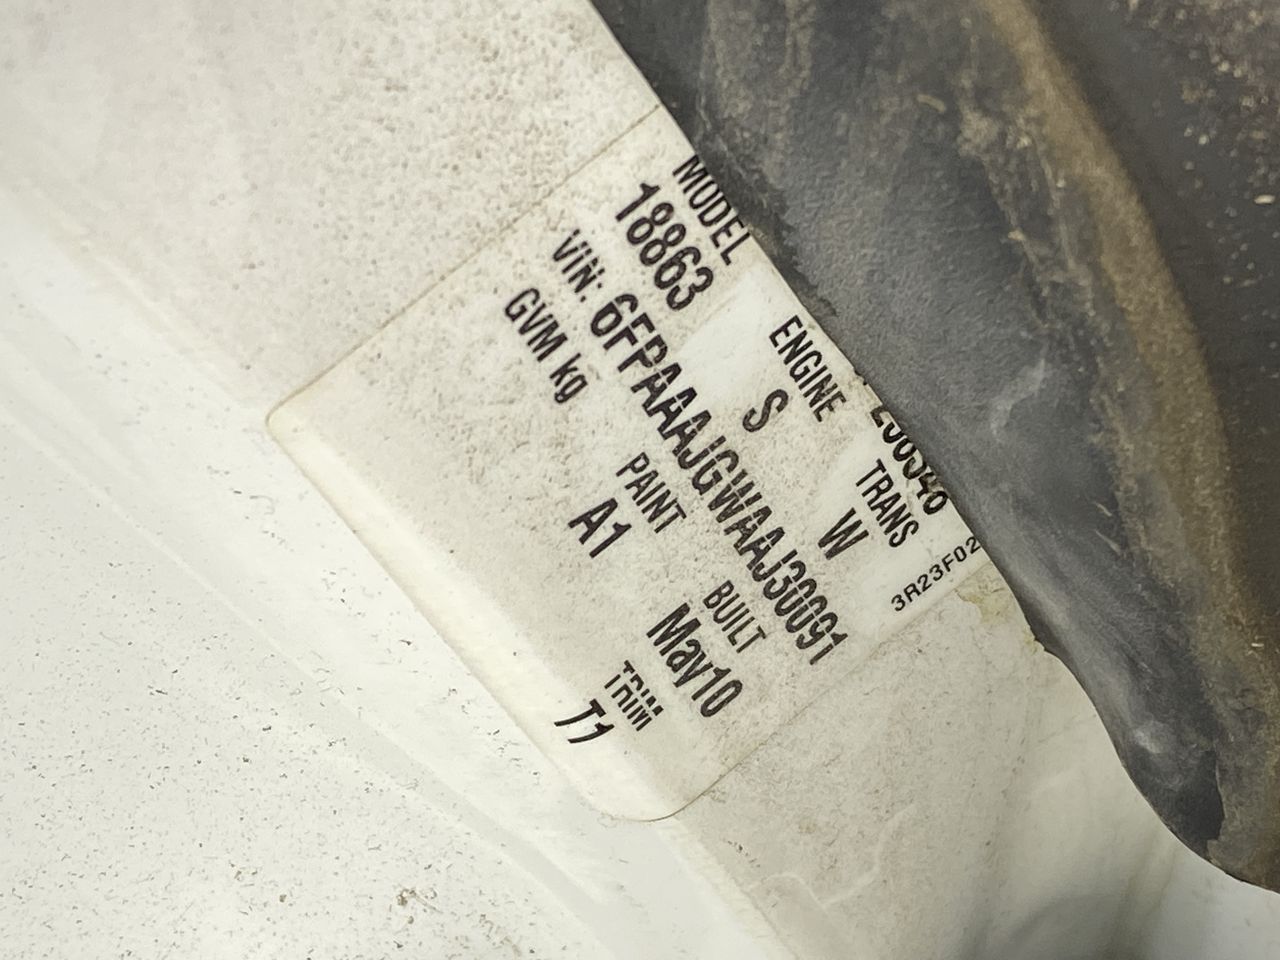 MODEL ENGINE TRANS
18863 S W
VIN: 6FPAAAJGWAAJ30091
GVM kg PAINT BUILT
A1 May10
TRIM
T1
3R23F02